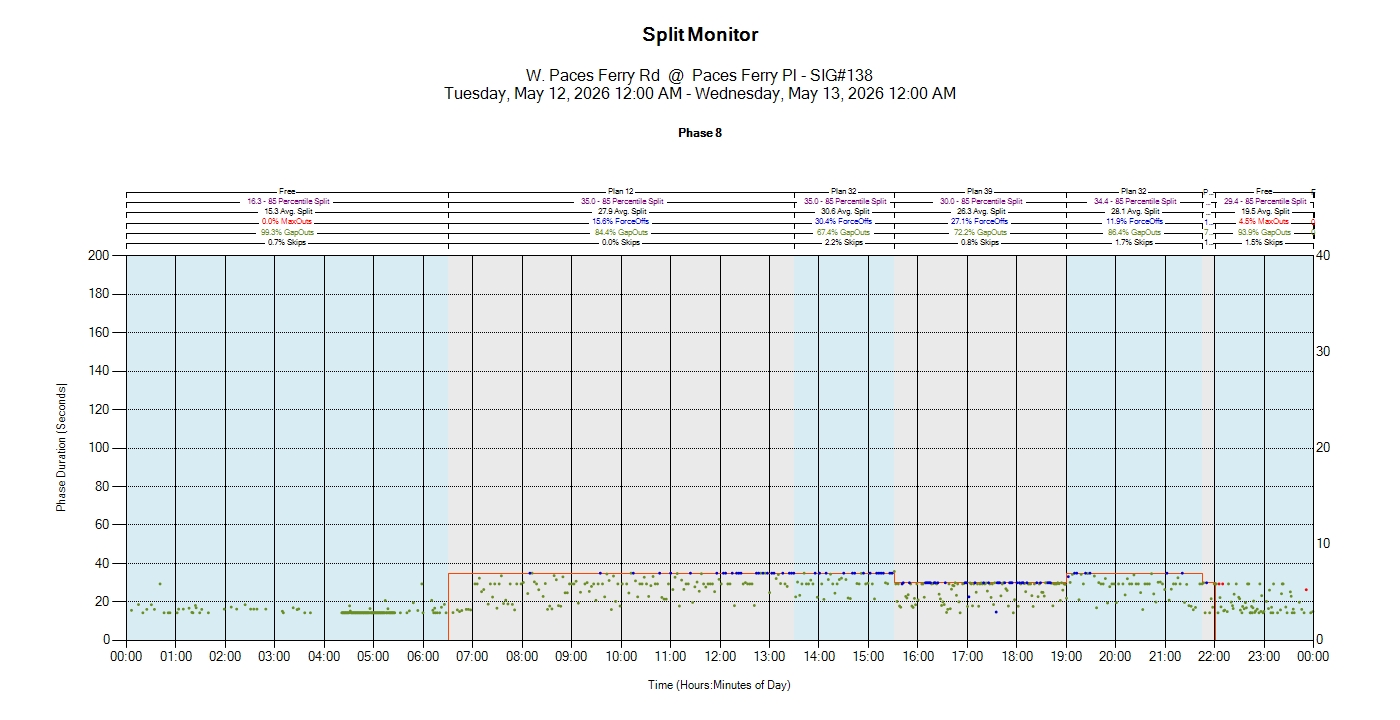 Split Monitor
W. Paces Ferry Rd @ Paces Ferry Pl - SIG#138
Tuesday, May 12, 2026 12:00 AM - Wednesday, May 13, 2026 12:00 AM
Phase 8
Free Plan 12 Plan 32 Plan 39 Plan 32 P... Free F
16.3 - 85 Percentile Split 35.0 - 85 Percentile Split 35.0 - 85 Percentile Split 30.0 - 85 Percentile Split 34.4 - 85 Percentile Split ... 29.4 - 85 Percentile Split
15.3 Avg. Split 27.9 Avg. Split 30.6 Avg. Split 26.3 Avg. Split 28.1 Avg. Split ... 19.5 Avg. Split
0.0% MaxOuts 15.6% ForceOffs 30.4% ForceOffs 27.1% ForceOffs 11.9% ForceOffs 1... 4.5% MaxOuts
99.3% GapOuts 84.4% GapOuts 67.4% GapOuts 72.2% GapOuts 86.4% GapOuts 7... 93.9% GapOuts
0.7% Skips 0.0% Skips 2.2% Skips 0.8% Skips 1.7% Skips 1... 1.5% Skips
200 40
180
160
30
140
120
100 20
80
60
40 10
20
0 0
Phase Duration (Seconds)
00:00 01:00 02:00 03:00 04:00 05:00 06:00 07:00 08:00 09:00 10:00 11:00 12:00 13:00 14:00 15:00 16:00 17:00 18:00 19:00 20:00 21:00 22:00 23:00 00:00
Time (Hours:Minutes of Day)